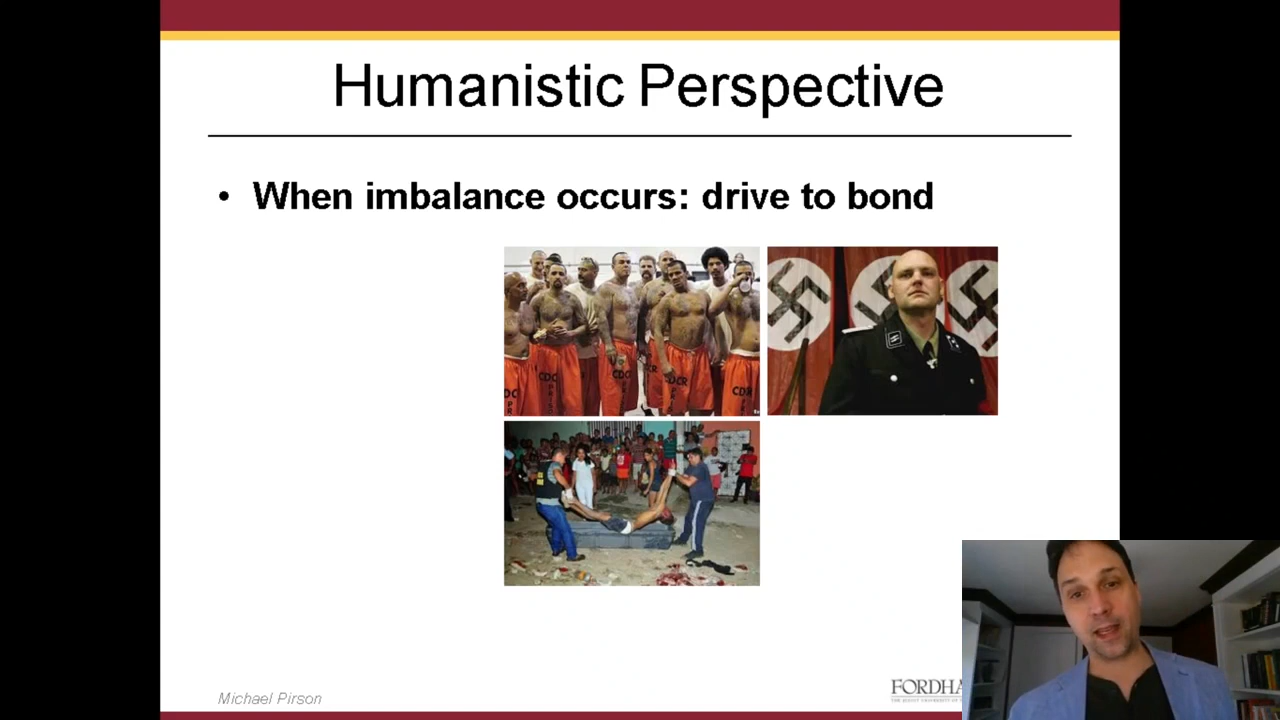 Humanistic Perspective
• When imbalance occurs: drive to bond
CDCR
CDCR
Michael Pirson
FORDHA